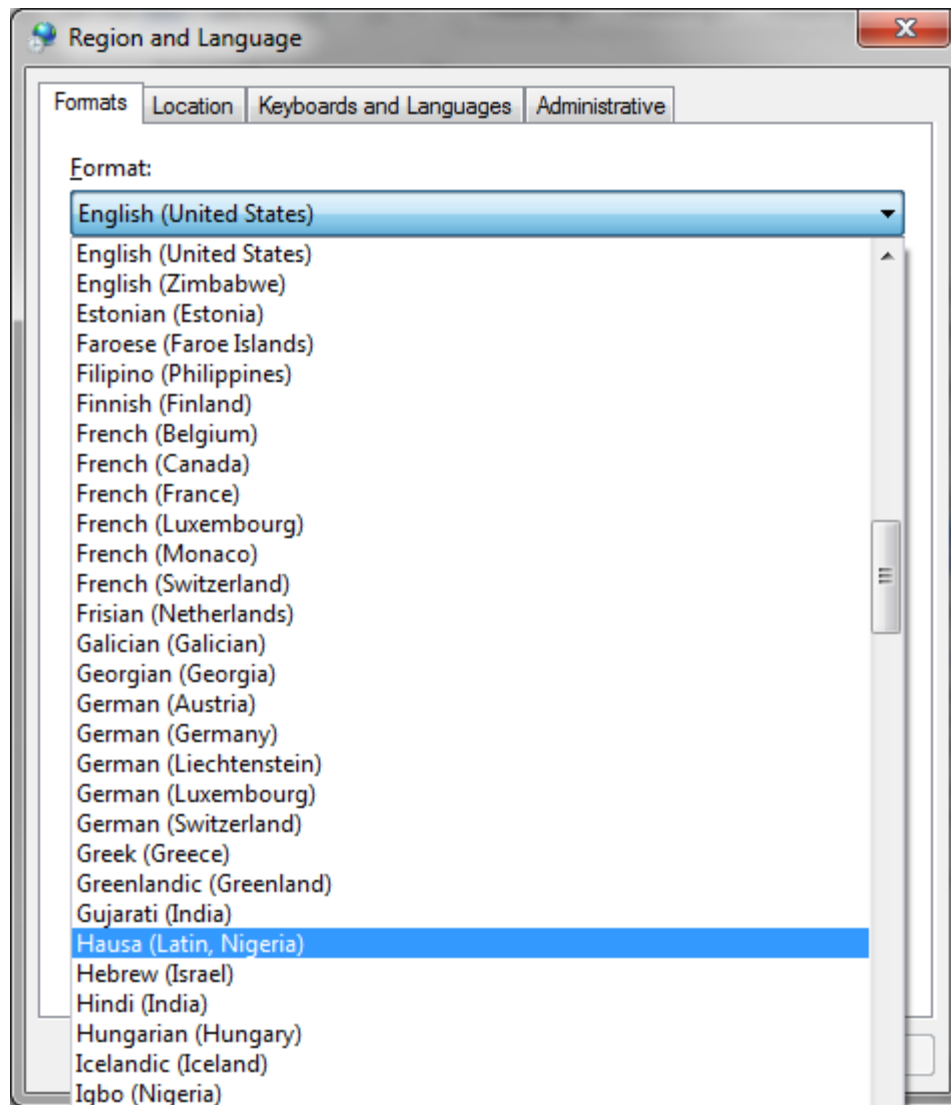 Region and Language
Formats Location Keyboards and Languages Administrative
Format:
English (United States)
English (United States)
English (Zimbabwe)
Estonian (Estonia)
Faroese (Faroe Islands)
Filipino (Philippines)
Finnish (Finland)
French (Belgium)
French (Canada)
French (France)
French (Luxembourg)
French (Monaco)
French (Switzerland)
Frisian (Netherlands)
Galician (Galician)
Georgian (Georgia)
German (Austria)
German (Germany)
German (Liechtenstein)
German (Luxembourg)
German (Switzerland)
Greek (Greece)
Greenlandic (Greenland)
Gujarati (India)
Hausa (Latin, Nigeria)
Hebrew (Israel)
Hindi (India)
Hungarian (Hungary)
Icelandic (Iceland)
Igbo (Nigeria)